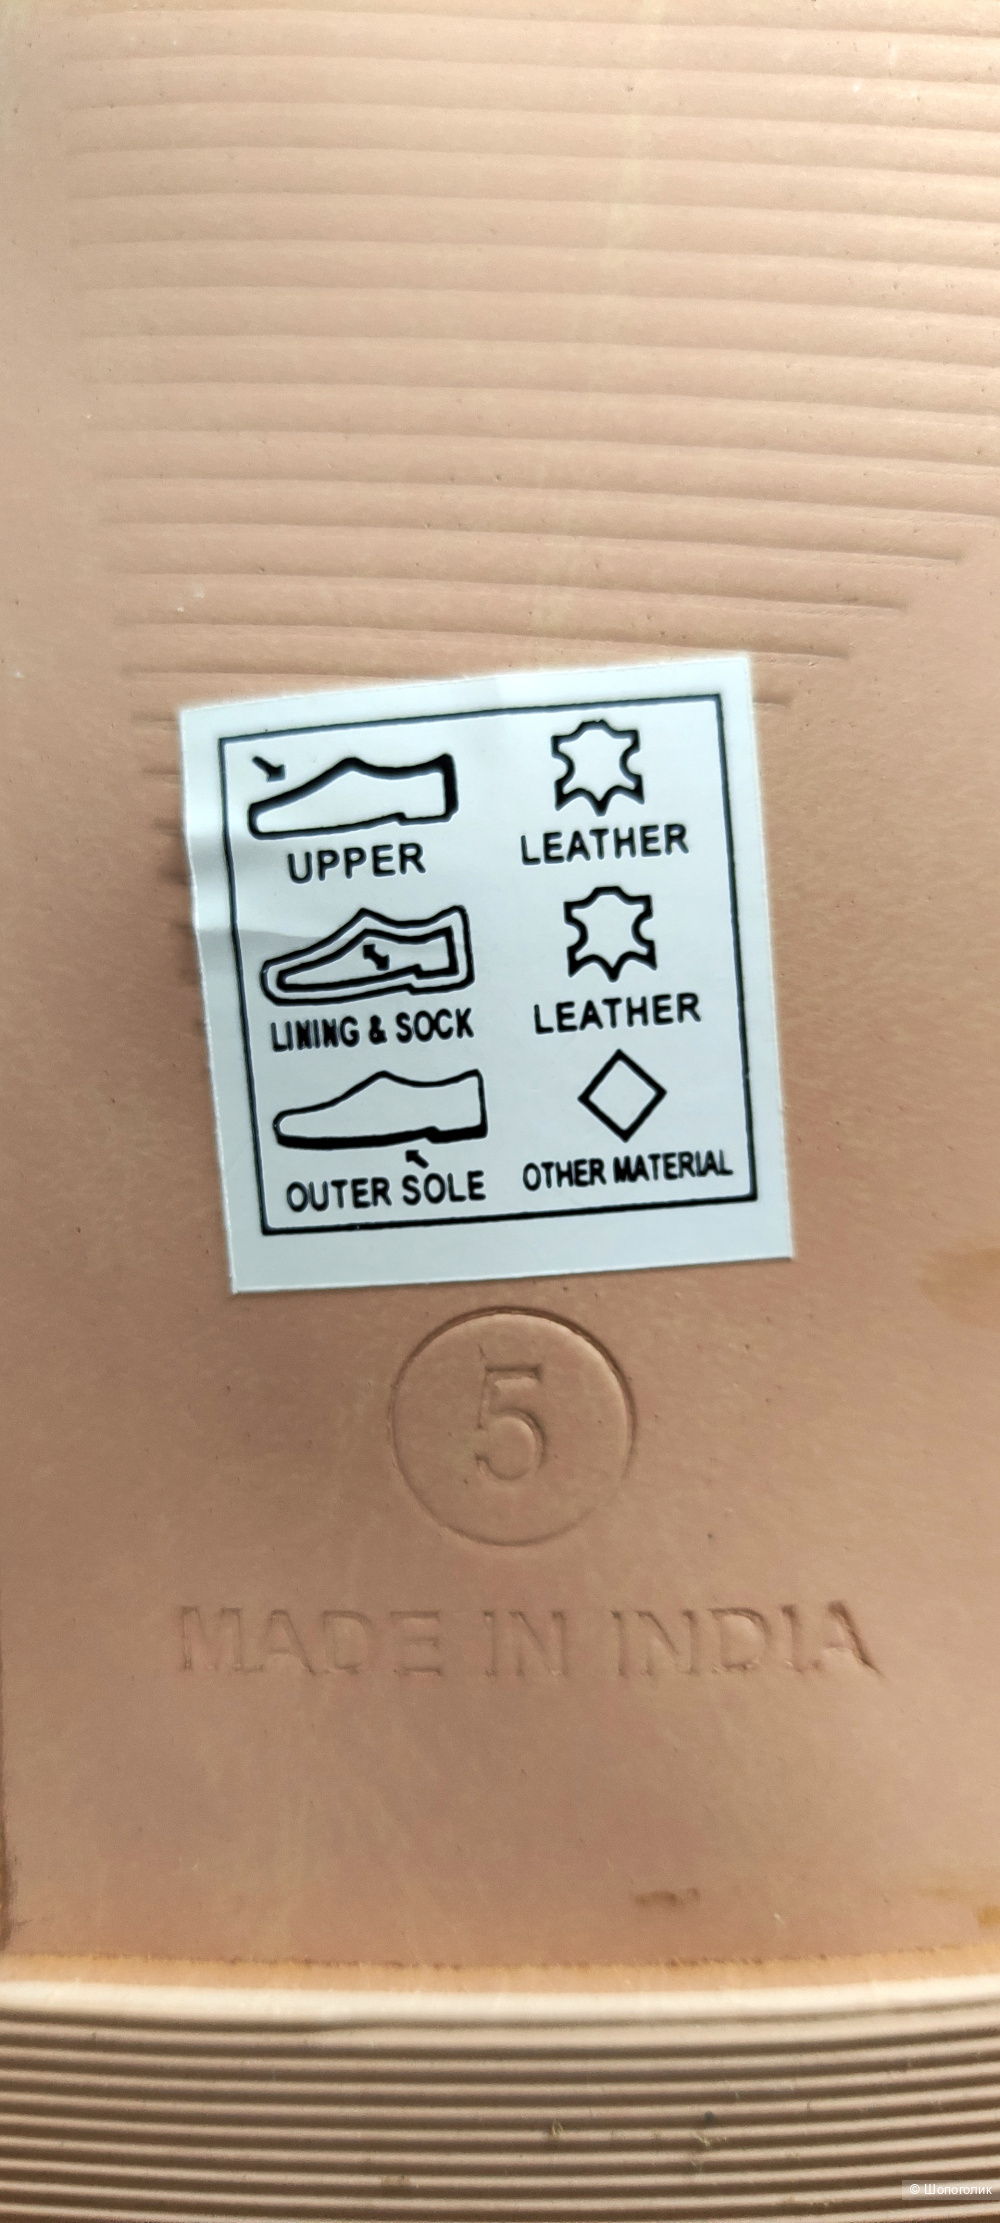 UPPER LEATHER
LINING & SOCK LEATHER
OUTER SOLE OTHER MATERIAL
5
MADE IN INDIA
© Шопоголик